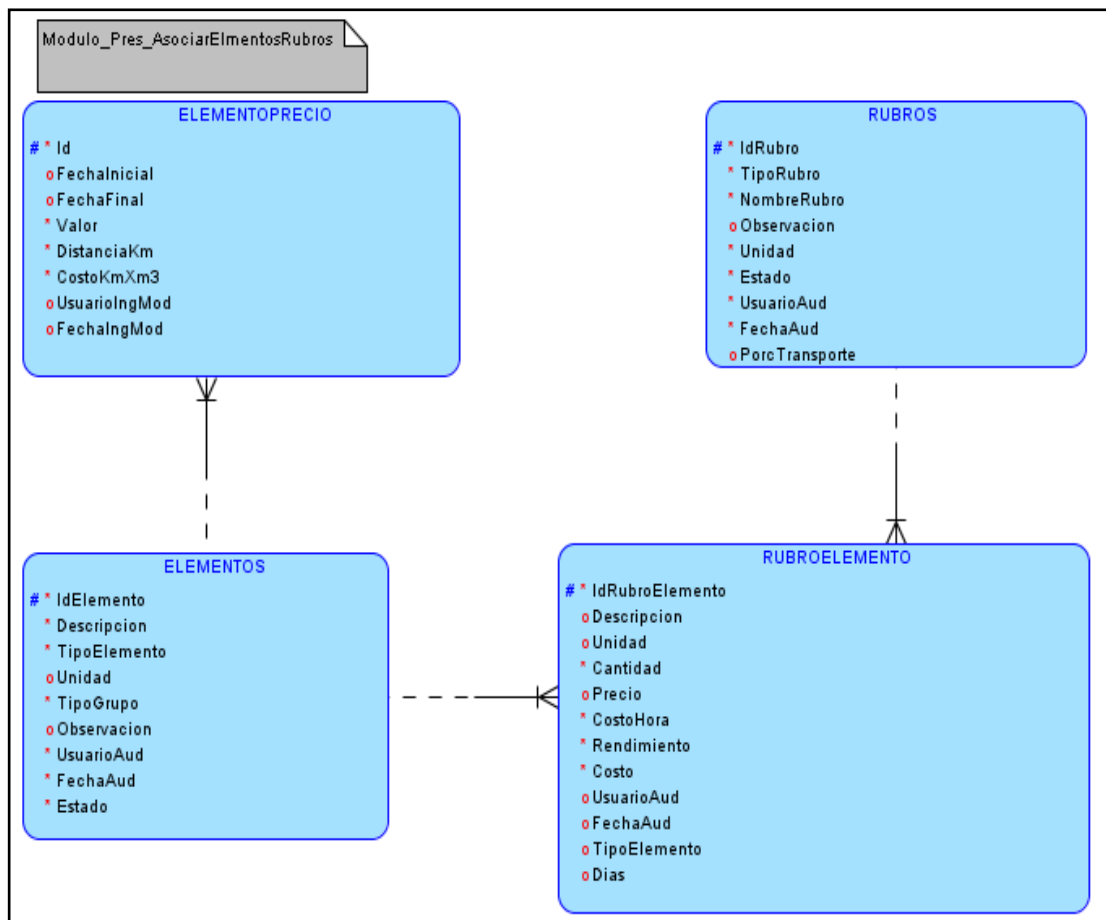 Modulo_Pres_AsociarElmentosRubros
ELEMENTOPRECIO
# * Id
o FechaInicial
o FechaFinal
* Valor
* DistanciaKm
* CostoKmXm3
o UsuarioIngMod
o FechaIngMod
RUBROS
# * IdRubro
* TipoRubro
* NombreRubro
o Observacion
* Unidad
* Estado
* UsuarioAud
* FechaAud
o PorcTransporte
ELEMENTOS
# * IdElemento
* Descripcion
* TipoElemento
o Unidad
* TipoGrupo
o Observacion
* UsuarioAud
* FechaAud
* Estado
RUBROELEMENTO
# * IdRubroElemento
o Descripcion
o Unidad
* Cantidad
o Precio
* CostoHora
* Rendimiento
* Costo
o UsuarioAud
o FechaAud
o TipoElemento
o Dias